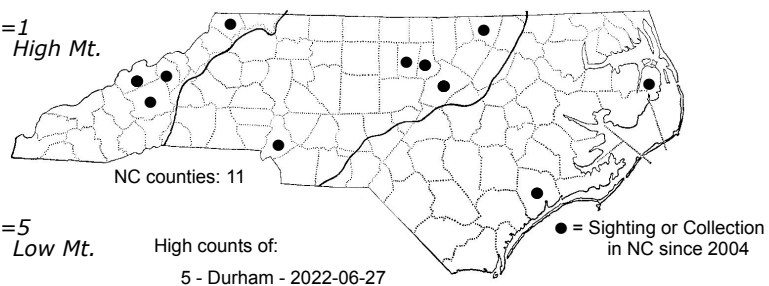 =1
High Mt.
NC counties: 11
=5
Low Mt.
High counts of:
5 - Durham - 2022-06-27
● = Sighting or Collection
in NC since 2004